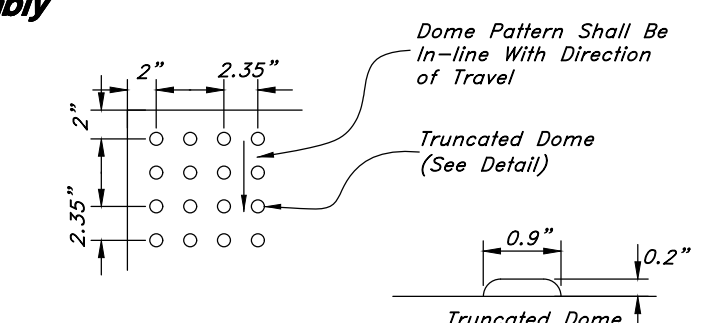 Dome Pattern Shall Be
In-line With Direction
of Travel
2"
2.35"
2"
2.35"
Truncated Dome
(See Detail)
0.9"
0.2"
Truncated Dome